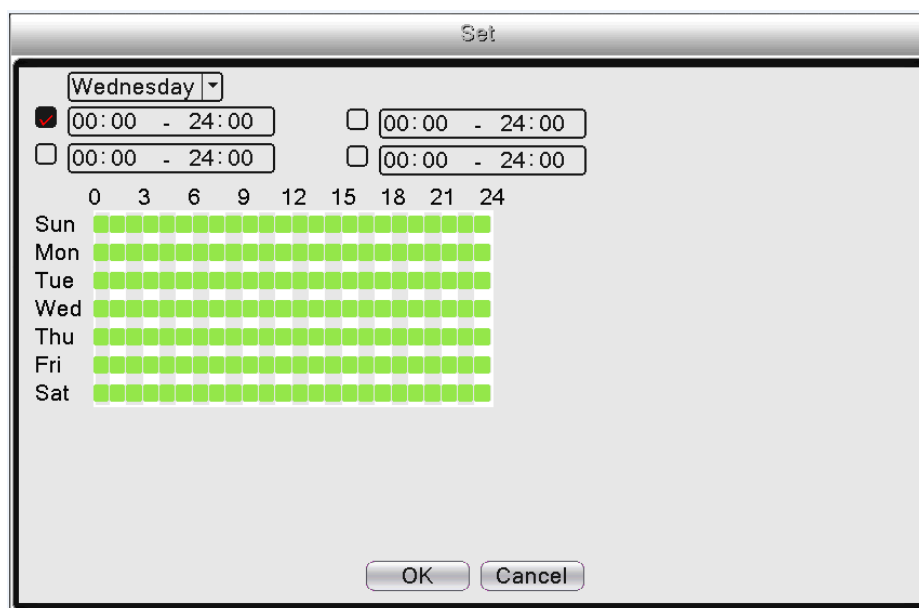 Set
Wednesday
00:00 - 24:00 00:00 - 24:00
00:00 - 24:00 00:00 - 24:00
0 3 6 9 12 15 18 21 24
Sun
Mon
Tue
Wed
Thu
Fri
Sat
OK Cancel